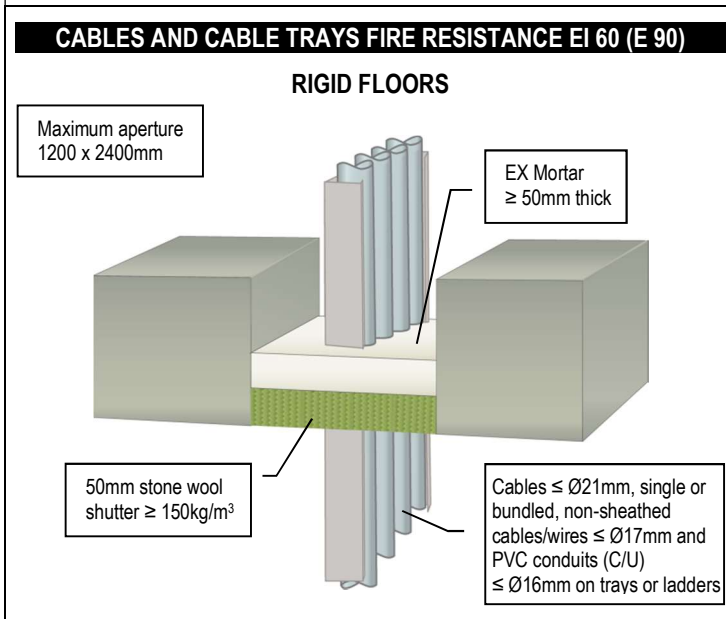 CABLES AND CABLE TRAYS FIRE RESISTANCE EI 60 (E 90)
RIGID FLOORS
Maximum aperture
1200 x 2400mm
EX Mortar
≥ 50mm thick
50mm stone wool
shutter ≥ 150kg/m³
Cables ≤ Ø21mm, single or
bundled, non-sheathed
cables/wires ≤ Ø17mm and
PVC conduits (C/U)
≤ Ø16mm on trays or ladders